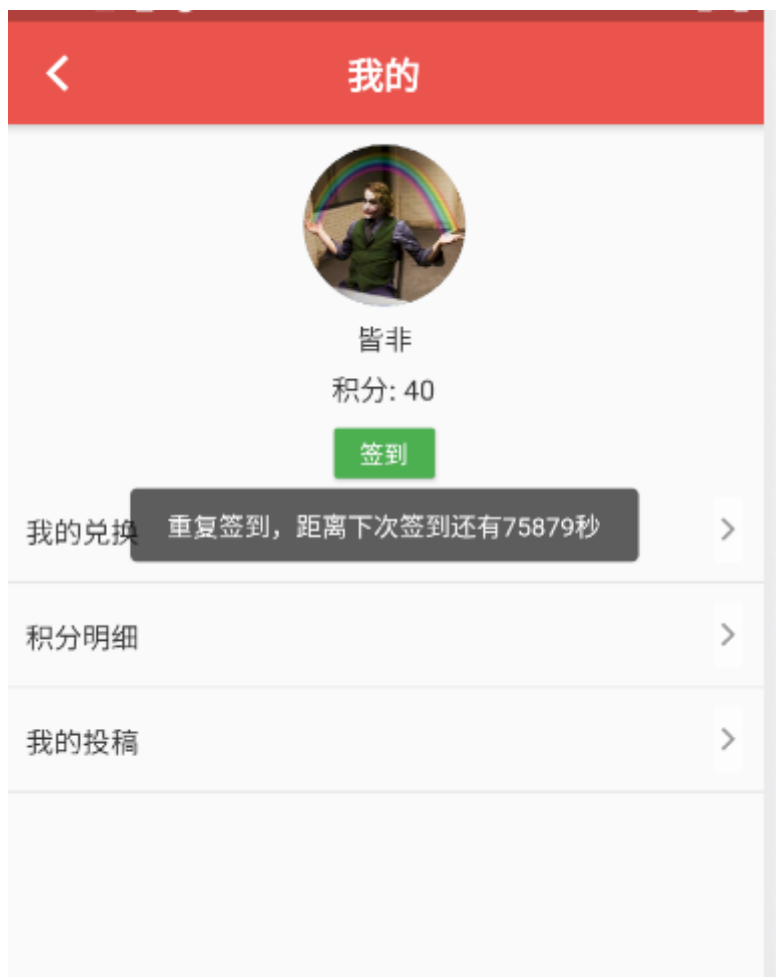 我的
皆非
积分: 40
签到
我的兑换
重复签到，距离下次签到还有75879秒
积分明细
我的投稿